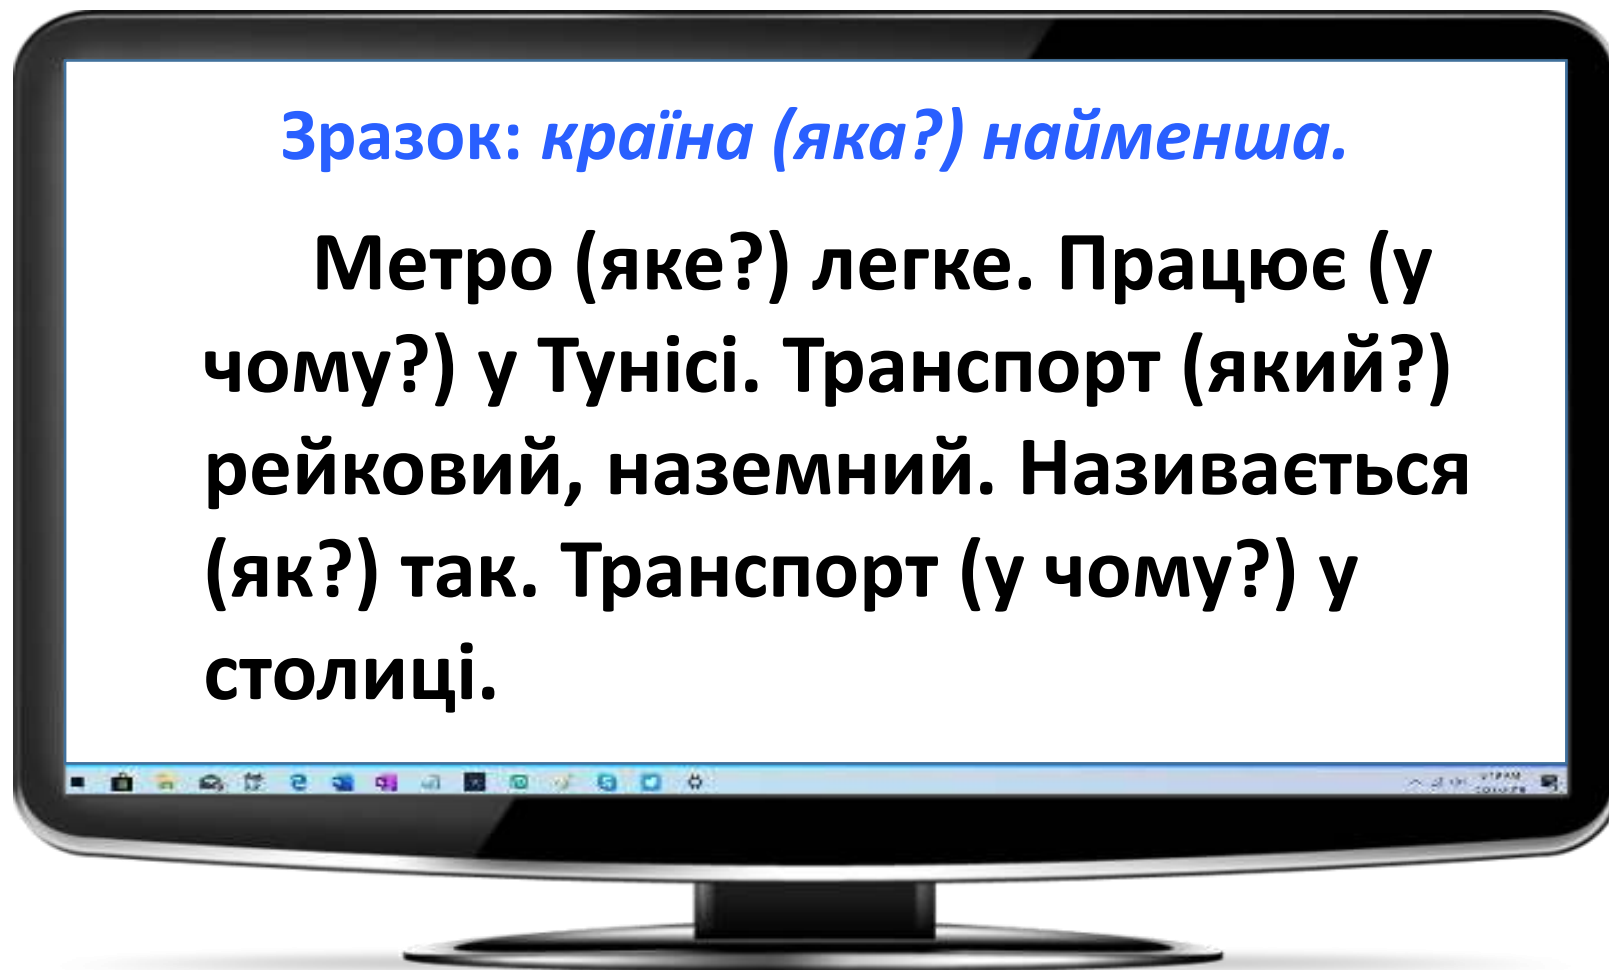 Зразок: країна (яка?) найменша.
Метро (яке?) легке. Працює (у
чому?) у Тунісі. Транспорт (який?)
рейковий, наземний. Називається
(як?) так. Транспорт (у чому?) у
столиці.